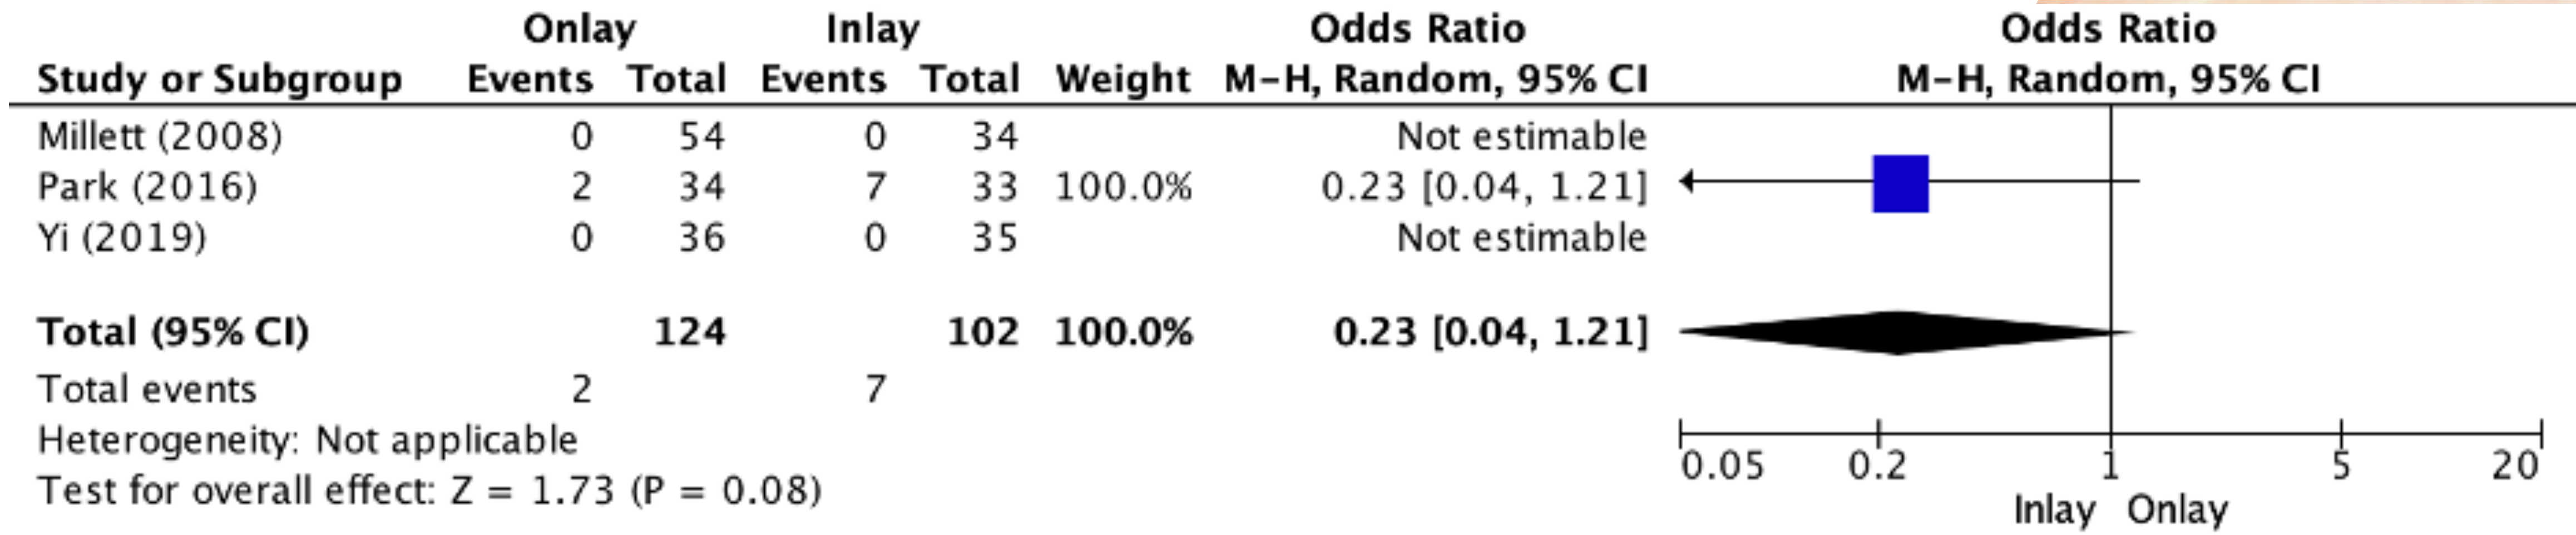 Onlay Inlay Odds Ratio Odds Ratio
Study or Subgroup Events Total Events Total Weight M-H, Random, 95% CI M-H, Random, 95% CI
Millett (2008) 0 54 0 34 Not estimable
Park (2016) 2 34 7 33 100.0% 0.23 [0.04, 1.21]
Yi (2019) 0 36 0 35 Not estimable
Total (95% CI) 124 102 100.0% 0.23 [0.04, 1.21]
Total events 2 7
Heterogeneity: Not applicable
Test for overall effect: Z = 1.73 (P = 0.08)
0.05 0.2 1 5 20
Inlay Onlay